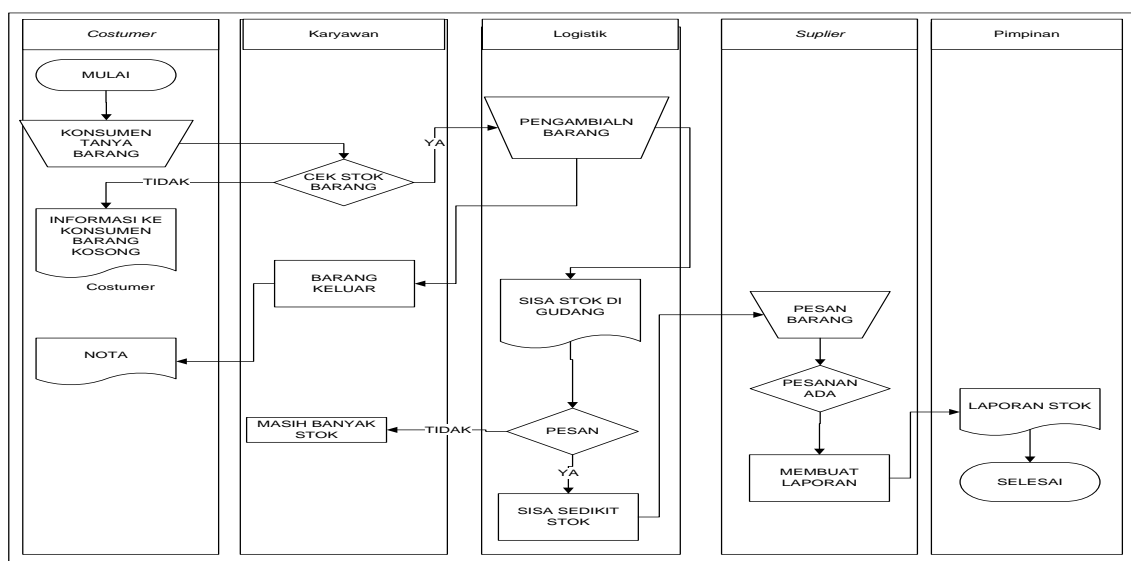 Costumer
Karyawan
Logistik
Suplier
Pimpinan
MULAI
KONSUMEN
TANYA
BARANG
CEK STOK
BARANG
YA
TIDAK
PENGAMBIALN
BARANG
INFORMASI KE
KONSUMEN
BARANG
KOSONG
Costumer
BARANG
KELUAR
SISA STOK DI
GUDANG
PESAN
BARANG
NOTA
PESANAN
ADA
MASIH BANYAK
STOK
TIDAK
PESAN
YA
LAPORAN STOK
MEMBUAT
LAPORAN
SELESAI
SISA SEDIKIT
STOK